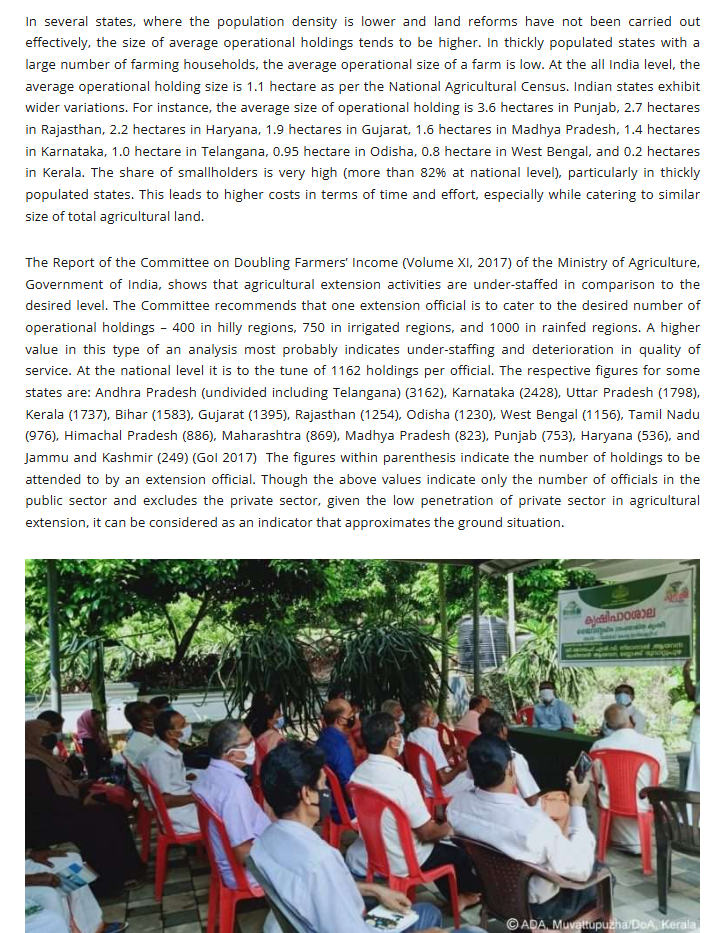 In several states, where the population density is lower and land reforms have not been carried out
effectively, the size of average operational holdings tends to be higher. In thickly populated states with a
large number of farming households, the average operational size of a farm is low. At the all India level, the
average operational holding size is 1.1 hectare as per the National Agricultural Census. Indian states exhibit
wider variations. For instance, the average size of operational holding is 3.6 hectares in Punjab, 2.7 hectares
in Rajasthan, 2.2 hectares in Haryana, 1.9 hectares in Gujarat, 1.6 hectares in Madhya Pradesh, 1.4 hectares
in Karnataka, 1.0 hectare in Telangana, 0.95 hectare in Odisha, 0.8 hectare in West Bengal, and 0.2 hectares
in Kerala. The share of smallholders is very high (more than 82% at national level), particularly in thickly
populated states. This leads to higher costs in terms of time and effort, especially while catering to similar
size of total agricultural land.
The Report of the Committee on Doubling Farmers' Income (Volume XI, 2017) of the Ministry of Agriculture,
Government of India, shows that agricultural extension activities are under-staffed in comparison to the
desired level. The Committee recommends that one extension official is to cater to the desired number of
operational holdings – 400 in hilly regions, 750 in irrigated regions, and 1000 in rainfed regions. A higher
value in this type of an analysis most probably indicates under-staffing and deterioration in quality of
service. At the national level it is to the tune of 1162 holdings per official. The respective figures for some
states are: Andhra Pradesh (undivided including Telangana) (3162), Karnataka (2428), Uttar Pradesh (1798),
Kerala (1737), Bihar (1583), Gujarat (1395), Rajasthan (1254), Odisha (1230), West Bengal (1156), Tamil Nadu
(976), Himachal Pradesh (886), Maharashtra (869), Madhya Pradesh (823), Punjab (753), Haryana (536), and
Jammu and Kashmir (249) (GoI 2017) The figures within parenthesis indicate the number of holdings to be
attended to by an extension official. Though the above values indicate only the number of officials in the
public sector and excludes the private sector, given the low penetration of private sector in agricultural
extension, it can be considered as an indicator that approximates the ground situation.
കൃഷിപാഠശാല
© ADA, Muvattupuzha/DoA, Kerala